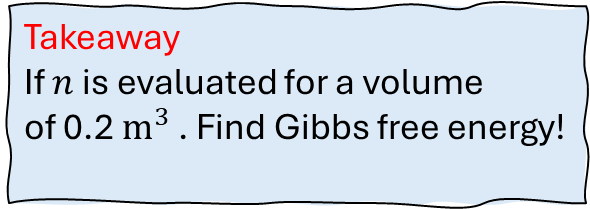 Takeaway
If n is evaluated for a volume
of 0.2 m³ . Find Gibbs free energy!